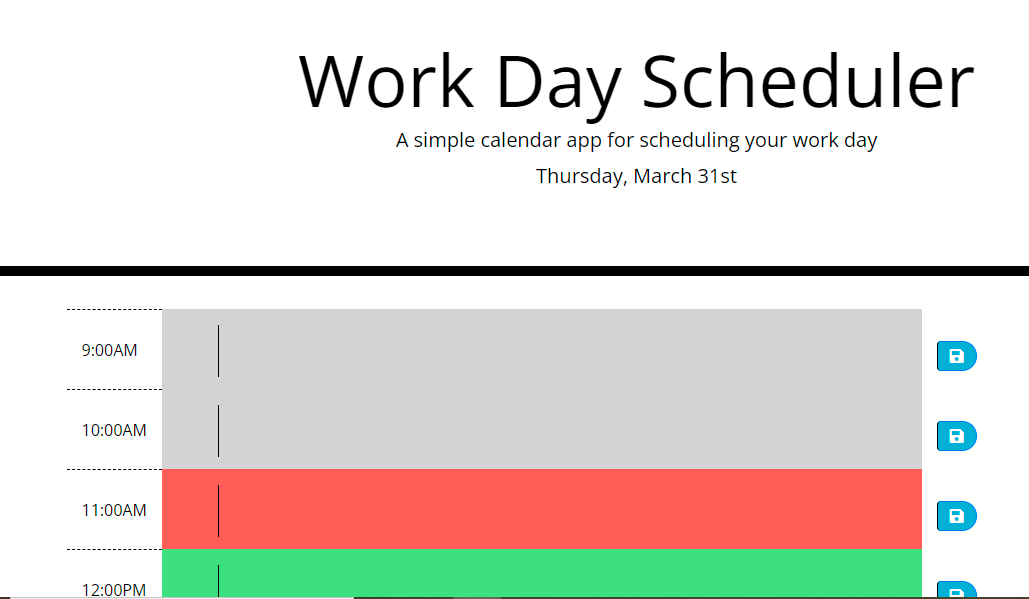 Work Day Scheduler
A simple calendar app for scheduling your work day
Thursday, March 31st
9:00AM
10:00AM
11:00AM
12:00PM